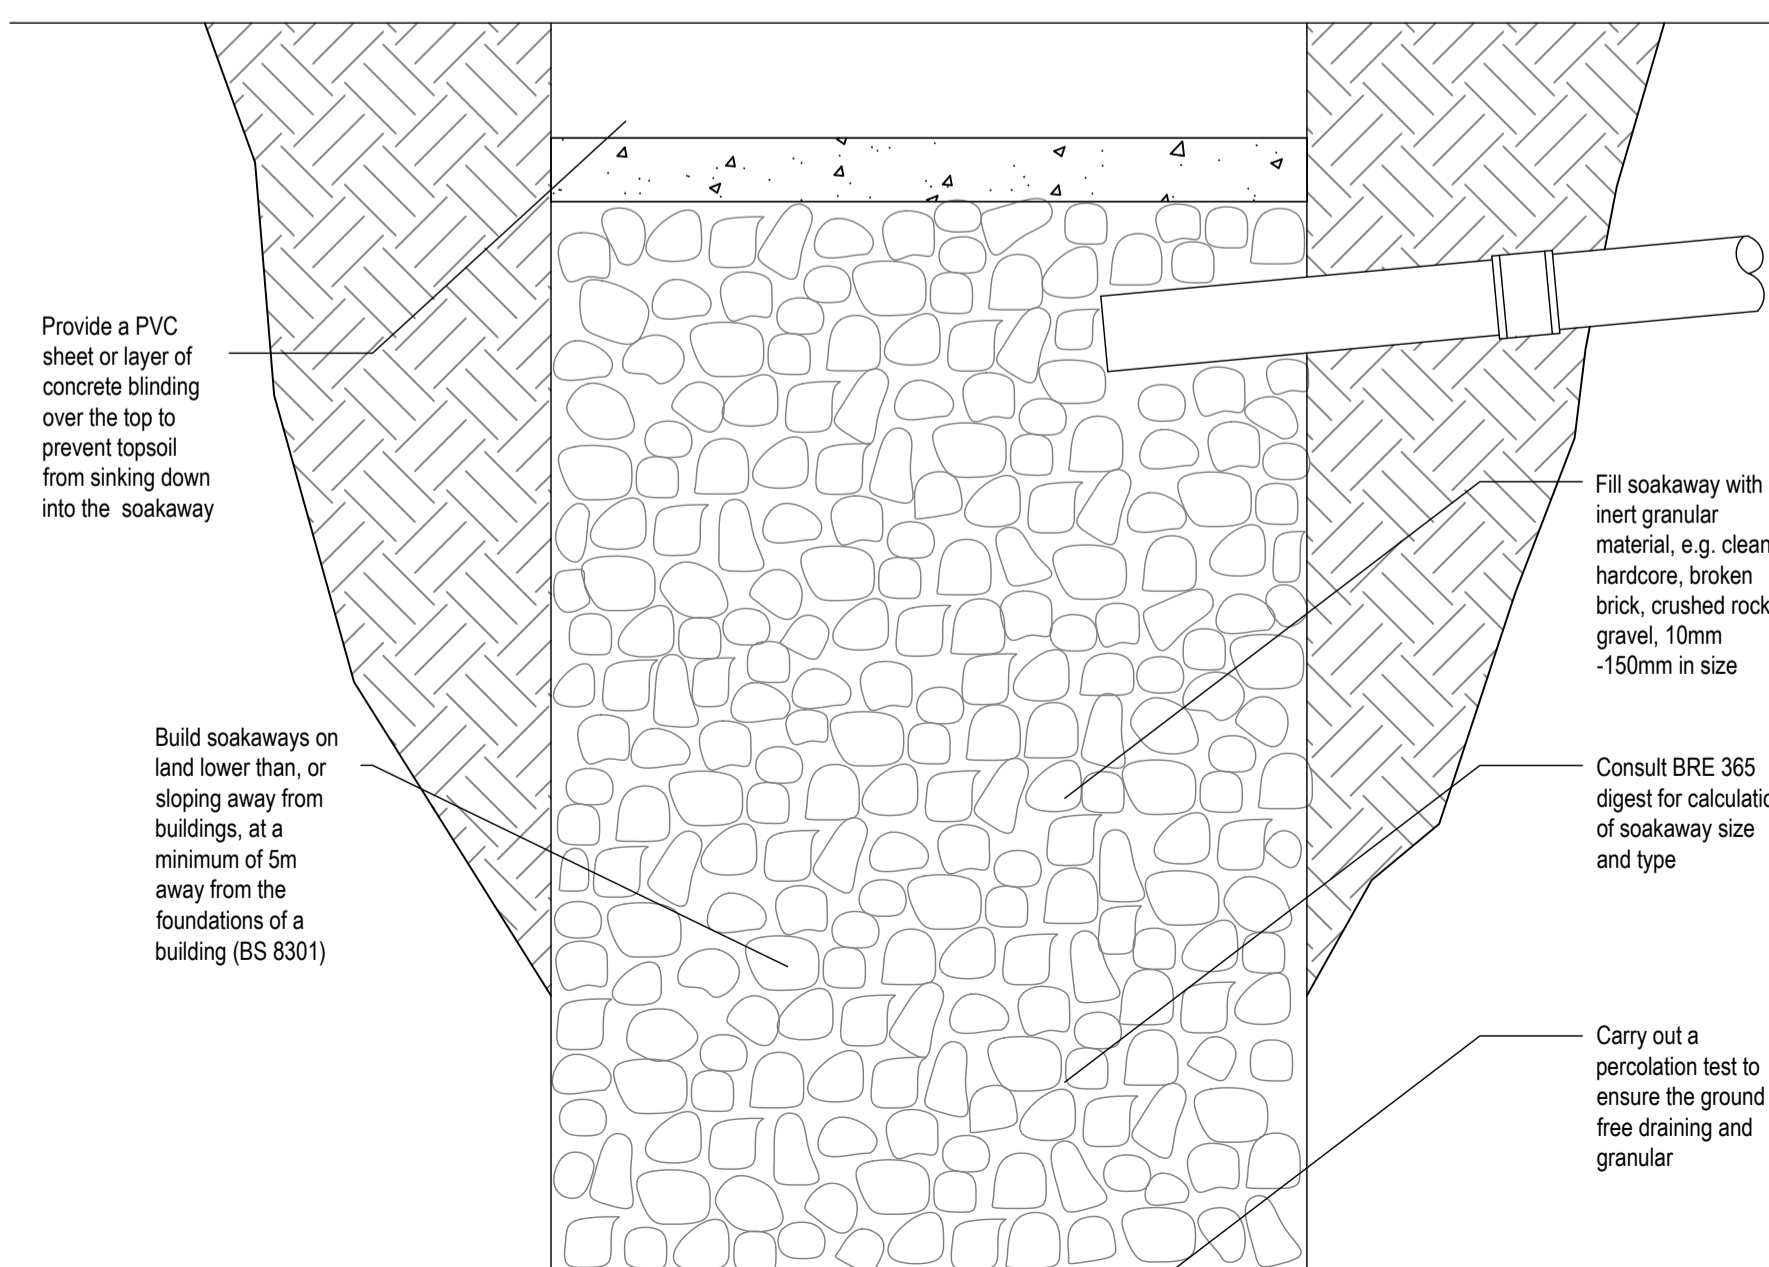 Provide a PVC
sheet or layer of
concrete blinding
over the top to
prevent topsoil
from sinking down
into the soakaway
Build soakaways on
land lower than, or
sloping away from
buildings, at a
minimum of 5m
away from the
foundations of a
building (BS 8301)
Fill soakaway with
inert granular
material, e.g. clean
hardcore, broken
brick, crushed rock
gravel, 10mm
-150mm in size
Consult BRE 365
digest for calculatio
of soakaway size
and type
Carry out a
percolation test to
ensure the ground
free draining and
granular